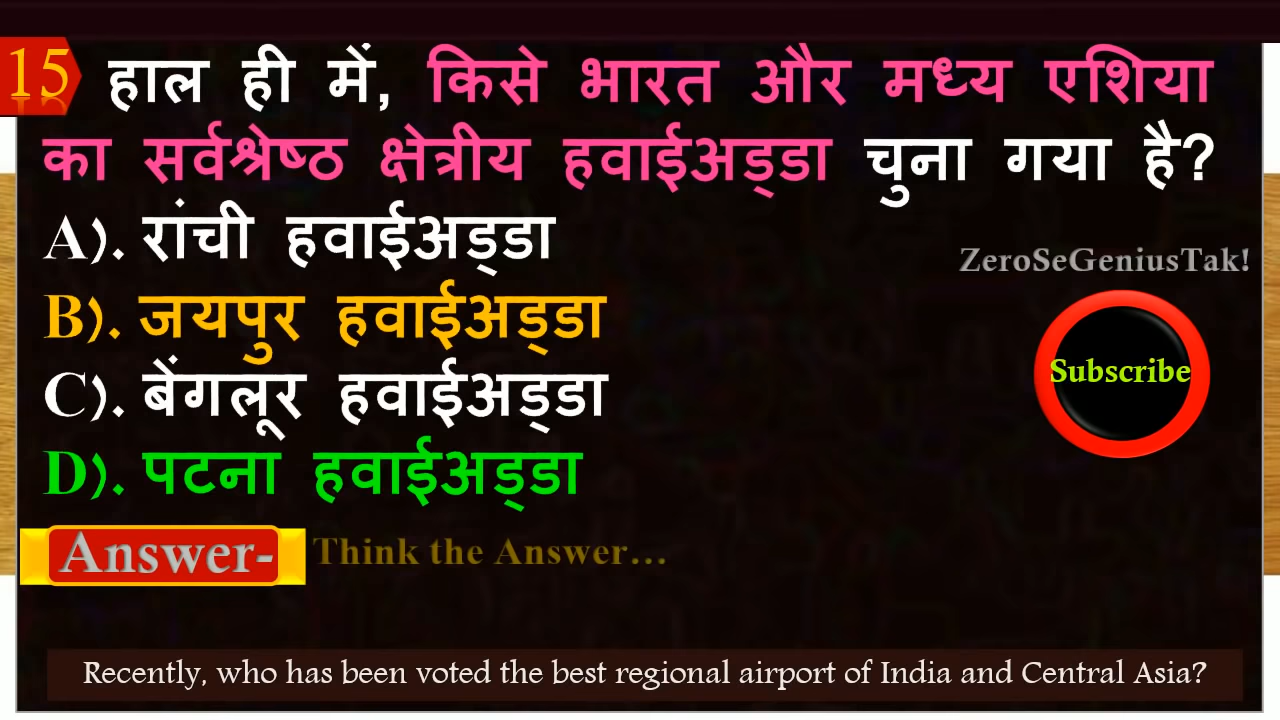 15 हाल ही में, किसे भारत और मध्य एशिया
का सर्वश्रेष्ठ क्षेत्रीय हवाईअड्डा चुना गया है?
A). रांची हवाईअड्डा
ZeroSeGeniusTak!
B). जयपुर हवाईअड्डा
Subscribe
C). बेंगलूर हवाईअड्डा
D). पटना हवाईअड्डा
Answer- Think the Answer...
Recently, who has been voted the best regional airport of India and Central Asia?